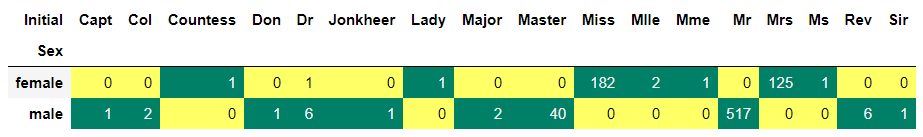 Initial Capt Col Countess Don Dr Jonkheer Lady Major Master Miss Mlle Mme Mr Mrs Ms Rev Sir
Sex
female 0 0 1 0 1 0 1 0 0 182 2 1 0 125 1 0 0
male 1 2 0 1 6 1 0 2 40 0 0 0 517 0 0 6 1